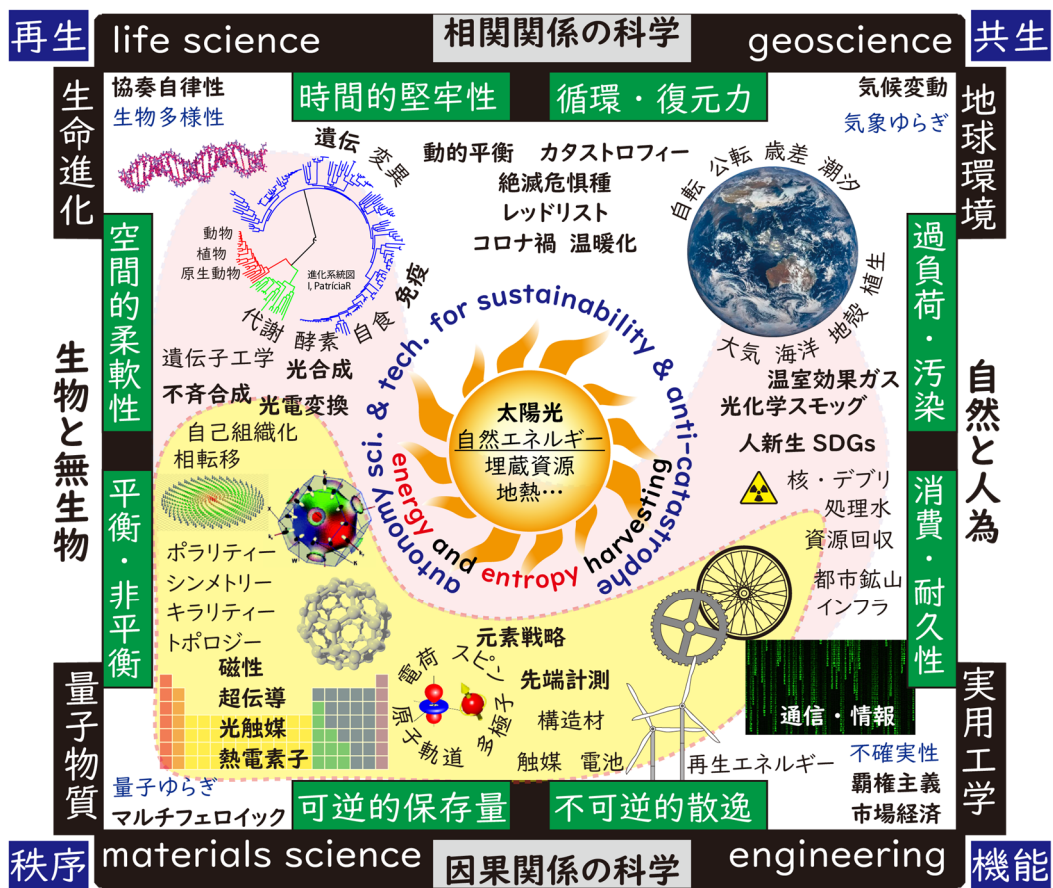 再生
life science
相関関係の科学
geoscience
共生
生命進化
協奏自律性
生物多様性
時間的堅牢性
循環・復元力
気候変動
気象ゆらぎ
地球環境
遺伝
変異
動的平衡 カタストロフィー
絶滅危惧種
レッドリスト
コロナ禍 温暖化
自転 公転 歳差 潮汐
動物
植物
原生動物
進化系統図
I, PatríciaR
免疫
代謝 酵素 自食
大気 海洋 地殻 植生
空間的柔軟性
過負荷・汚染
遺伝子工学
光合成
不斉合成
光電変換
自己組織化
相転移
autonomy sci. & tech. for sustainability & anti-catastrophe
energy and entropy harvesting
太陽光
自然エネルギー
埋蔵資源
地熱…
温室効果ガス
光化学スモッグ
人新生 SDGs
核・デブリ
処理水
資源回収
都市鉱山
インフラ
生物と無生物
自然と人為
平衡・非平衡
消費・耐久性
ポラリティー
シンメトリー
キラリティー
トポロジー
磁性
超伝導
光触媒
熱電素子
元素戦略
先端計測
電荷
スピン
原子軌道
多極子
構造材
触媒 電池
再生エネルギー
通信・情報
量子物質
実用工学
量子ゆらぎ
マルチフェロイック
可逆的保存量
不可逆的散逸
不確実性
覇権主義
市場経済
秩序
materials science
因果関係の科学
engineering
機能